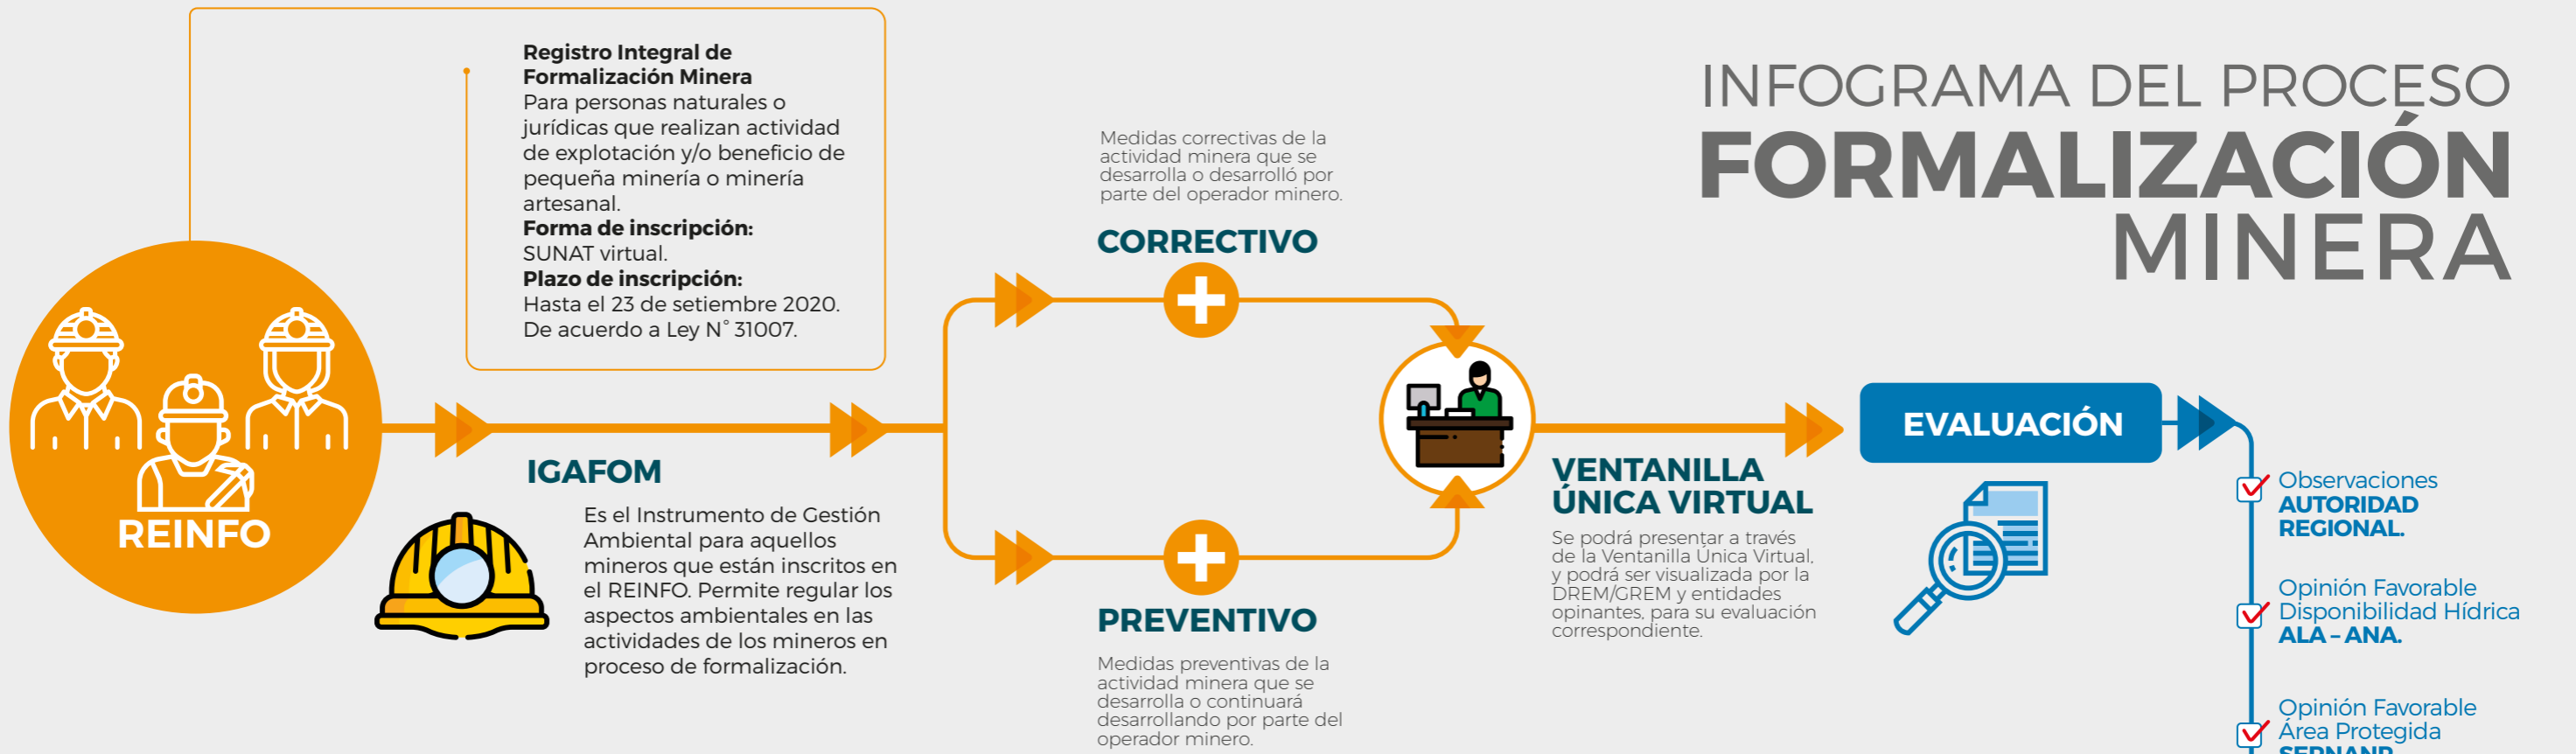 INFOGRAMA DEL PROCESO
FORMALIZACIÓN
MINERA
Registro Integral de
Formalización Minera
Para personas naturales o
jurídicas que realizan actividad
de explotación y/o beneficio de
pequeña minería o minería
artesanal.
Forma de inscripción:
SUNAT virtual.
Plazo de inscripción:
Hasta el 23 de setiembre 2020.
De acuerdo a Ley N° 31007.
REINFO
IGAFOM
Es el Instrumento de Gestión
Ambiental para aquellos
mineros que están inscritos en
el REINFO. Permite regular los
aspectos ambientales en las
actividades de los mineros en
proceso de formalización.
Medidas correctivas de la
actividad minera que se
desarrolla o desarrolló por
parte del operador minero.
CORRECTIVO
PREVENTIVO
Medidas preventivas de la
actividad minera que se
desarrolla o continuará
desarrollando por parte del
operador minero.
VENTANILLA
ÚNICA VIRTUAL
Se podrá presentar a través
de la Ventanilla Única Virtual,
y podrá ser visualizada por la
DREM/GREM y entidades
opinantes, para su evaluación
correspondiente.
EVALUACIÓN
Observaciones
AUTORIDAD
REGIONAL.
Opinión Favorable
Disponibilidad Hídrica
ALA – ANA.
Opinión Favorable
Área Protegida
SERNANP.